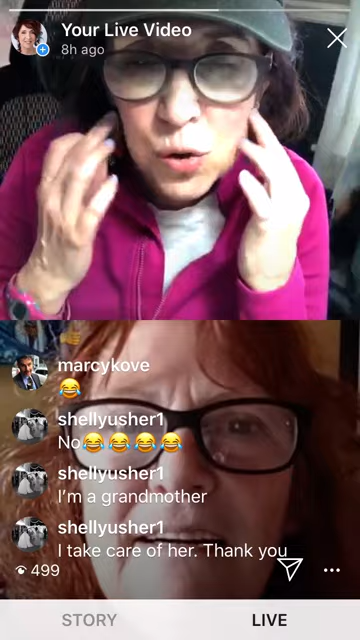 Your Live Video
8h ago
marcykove
😂
shellyusher1
No😂😂😂😂
shellyusher1
I'm a grandmother
shellyusher1
I take care of her. Thank you
499
STORY
LIVE